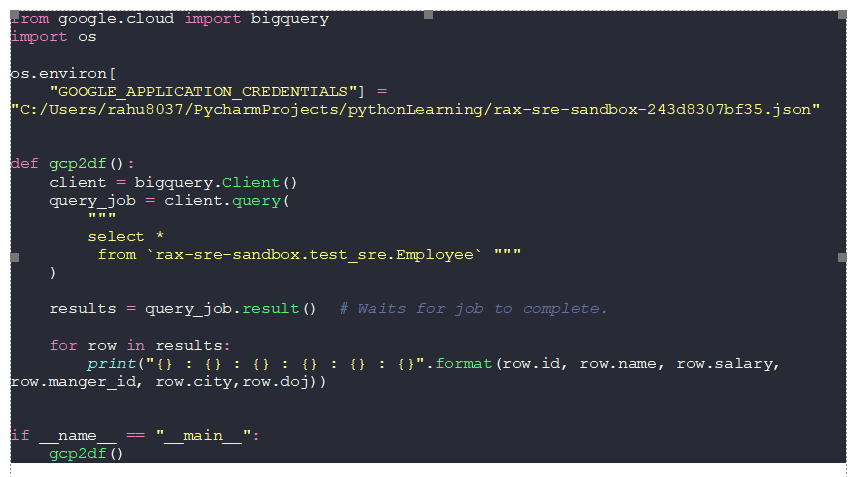 from google.cloud import bigquery
import os
os.environ[
    "GOOGLE_APPLICATION_CREDENTIALS"] =
"C:/Users/rahu8037/PycharmProjects/pythonLearning/rax-sre-sandbox-243d8307bf35.json"
def gcp2df():
    client = bigquery.Client()
    query_job = client.query(
        """
        select *
         from `rax-sre-sandbox.test_sre.Employee` """
    )
    results = query_job.result()  # Waits for job to complete.
    for row in results:
        print("{} : {} : {} : {} : {} : {}".format(row.id, row.name, row.salary,
row.manger_id, row.city,row.doj))
if __name__ == "__main__":
    gcp2df()